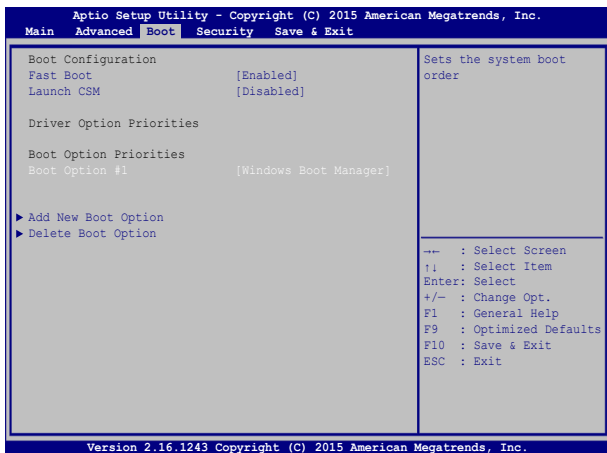 Aptio Setup Utility - Copyright (C) 2015 American Megatrends, Inc.
Main Advanced Boot Security Save & Exit
Boot Configuration
Fast Boot [Enabled]
Launch CSM [Disabled]
Driver Option Priorities
Boot Option Priorities
Boot Option #1 [Windows Boot Manager]
▶ Add New Boot Option
▶ Delete Boot Option
Sets the system boot
order
→← : Select Screen
↑↓ : Select Item
Enter: Select
+/— : Change Opt.
F1 : General Help
F9 : Optimized Defaults
F10 : Save & Exit
ESC : Exit
Version 2.16.1243 Copyright (C) 2015 American Megatrends, Inc.